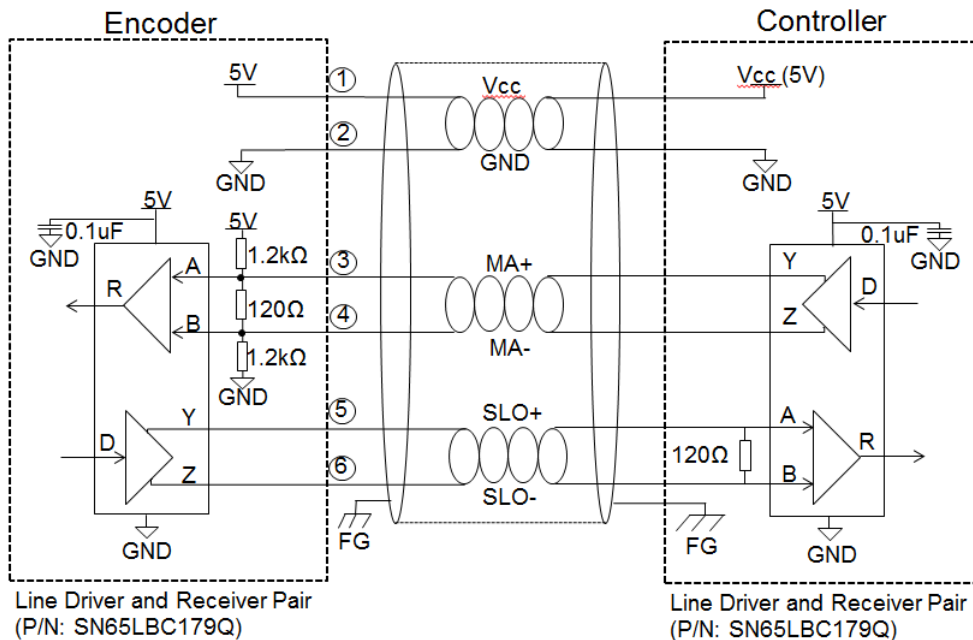 Encoder
Controller
5V
①
Vcc
Vcc (5V)
②
GND
GND
GND
5V
5V
0.1uF
GND
5V
1.2kΩ
0.1uF
GND
A
③
MA+
Y
R
120Ω
D
B
④
Z
MA-
1.2kΩ
GND
⑤
SLO+
Y
A
D
120Ω
R
Z
⑥
B
SLO-
GND
FG
FG
GND
Line Driver and Receiver Pair
(P/N: SN65LBC179Q)
Line Driver and Receiver Pair
(P/N: SN65LBC179Q)